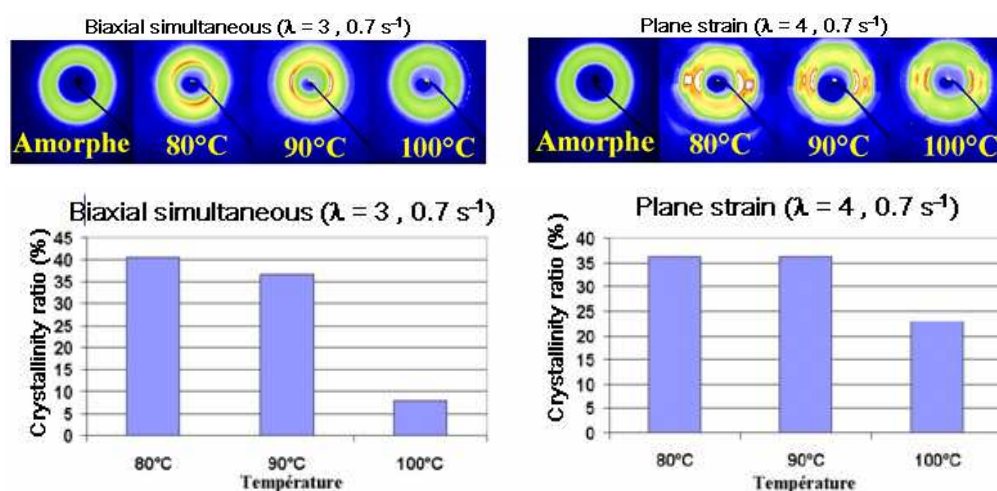 Biaxial simultaneous (λ = 3 , 0.7 s⁻¹)
Amorphe 80°C 90°C 100°C
Plane strain (λ = 4 , 0.7 s⁻¹)
Amorphe 80°C 90°C 100°C
Biaxial simultaneous (λ = 3 , 0.7 s⁻¹)
Crystallinity ratio (%)
45
40
35
30
25
20
15
10
5
0
80°C 90°C 100°C
Température
Plane strain (λ = 4 , 0.7 s⁻¹)
Crystallinity ratio (%)
40
35
30
25
20
15
10
5
0
80°C 90°C 100°C
Température